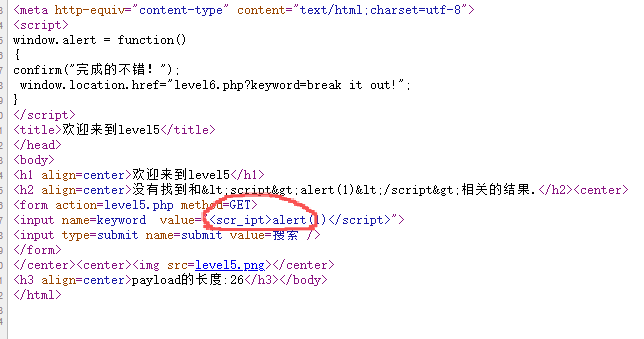 <meta http-equiv="content-type" content="text/html;charset=utf-8">
<script>
window.alert = function()
{
confirm("完成的不错！");
window.location.href="level6.php?keyword=break it out!";
}
</script>
<title>欢迎来到level5</title>
</head>
<body>
<h1 align=center>欢迎来到level5</h1>
<h2 align=center>没有找到和&lt;script&gt;alert(1)&lt;/script&gt;相关的结果.</h2><center>
<form action=level5.php method=GET>
<input name=keyword  value="<scr_ipt>alert(1)</script>">
<input type=submit name=submit value=搜索 />
</form>
</center><center><img src=level5.png></center>
<h3 align=center>payload的长度:26</h3></body>
</html>